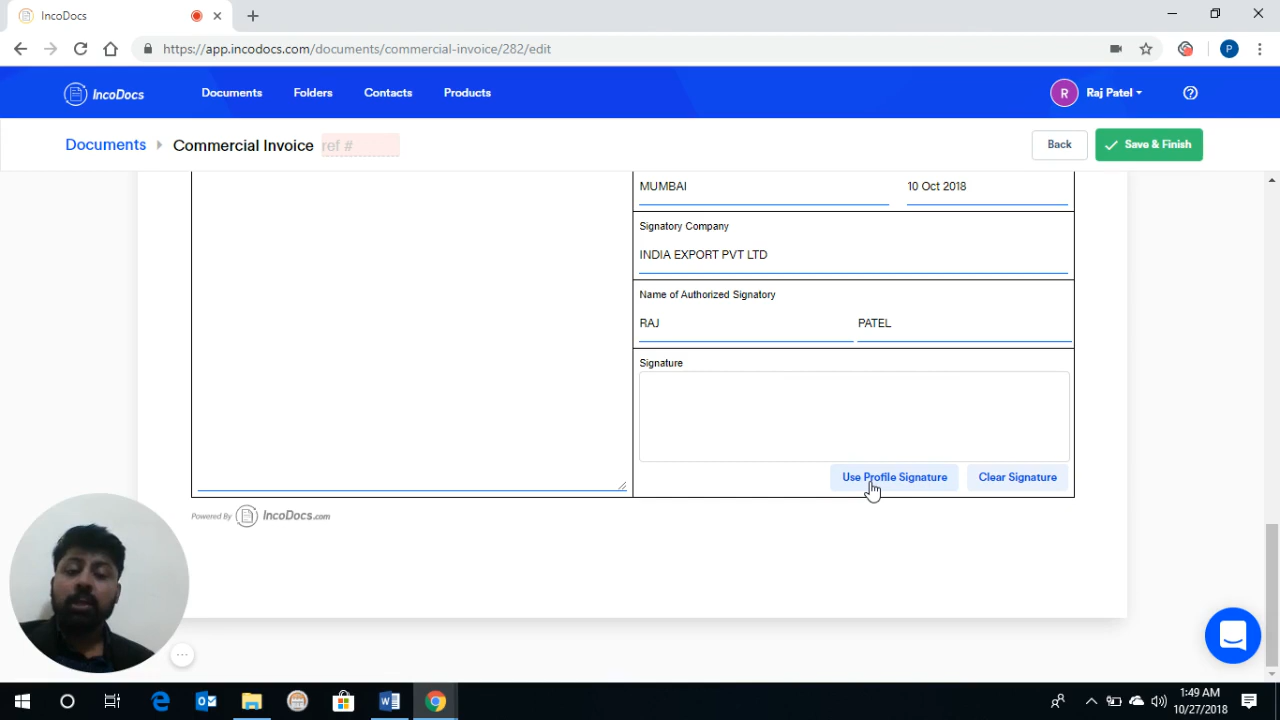 IncoDocs
https://app.incodocs.com/documents/commercial-invoice/282/edit
P
IncoDocs
Documents
Folders
Contacts
Products
R
Raj Patel
?
Documents
Commercial Invoice
ref #
Back
Save & Finish
MUMBAI
10 Oct 2018
Signatory Company
INDIA EXPORT PVT LTD
Name of Authorized Signatory
RAJ
PATEL
Signature
Use Profile Signature
Clear Signature
Powered By IncoDocs.com
1:49 AM
10/27/2018